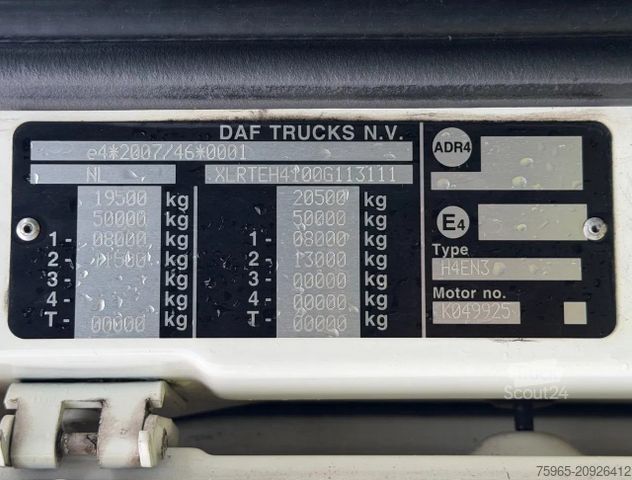 DAF TRUCKS N.V.
e4*2007/46*0001
NL XLRTEH4100G113111
19500 kg 20500 kg
50000 kg 50000 kg
1- 08000 kg 1- 08000 kg
2- 11500 kg 2- 13000 kg
3- kg 3- 00000 kg
4- kg 4- 00000 kg
T- 00000 kg T- 00000 kg
ADR4
E4
Type
H4EN3
Motor no.
K049925
Scout24
75965-20926412